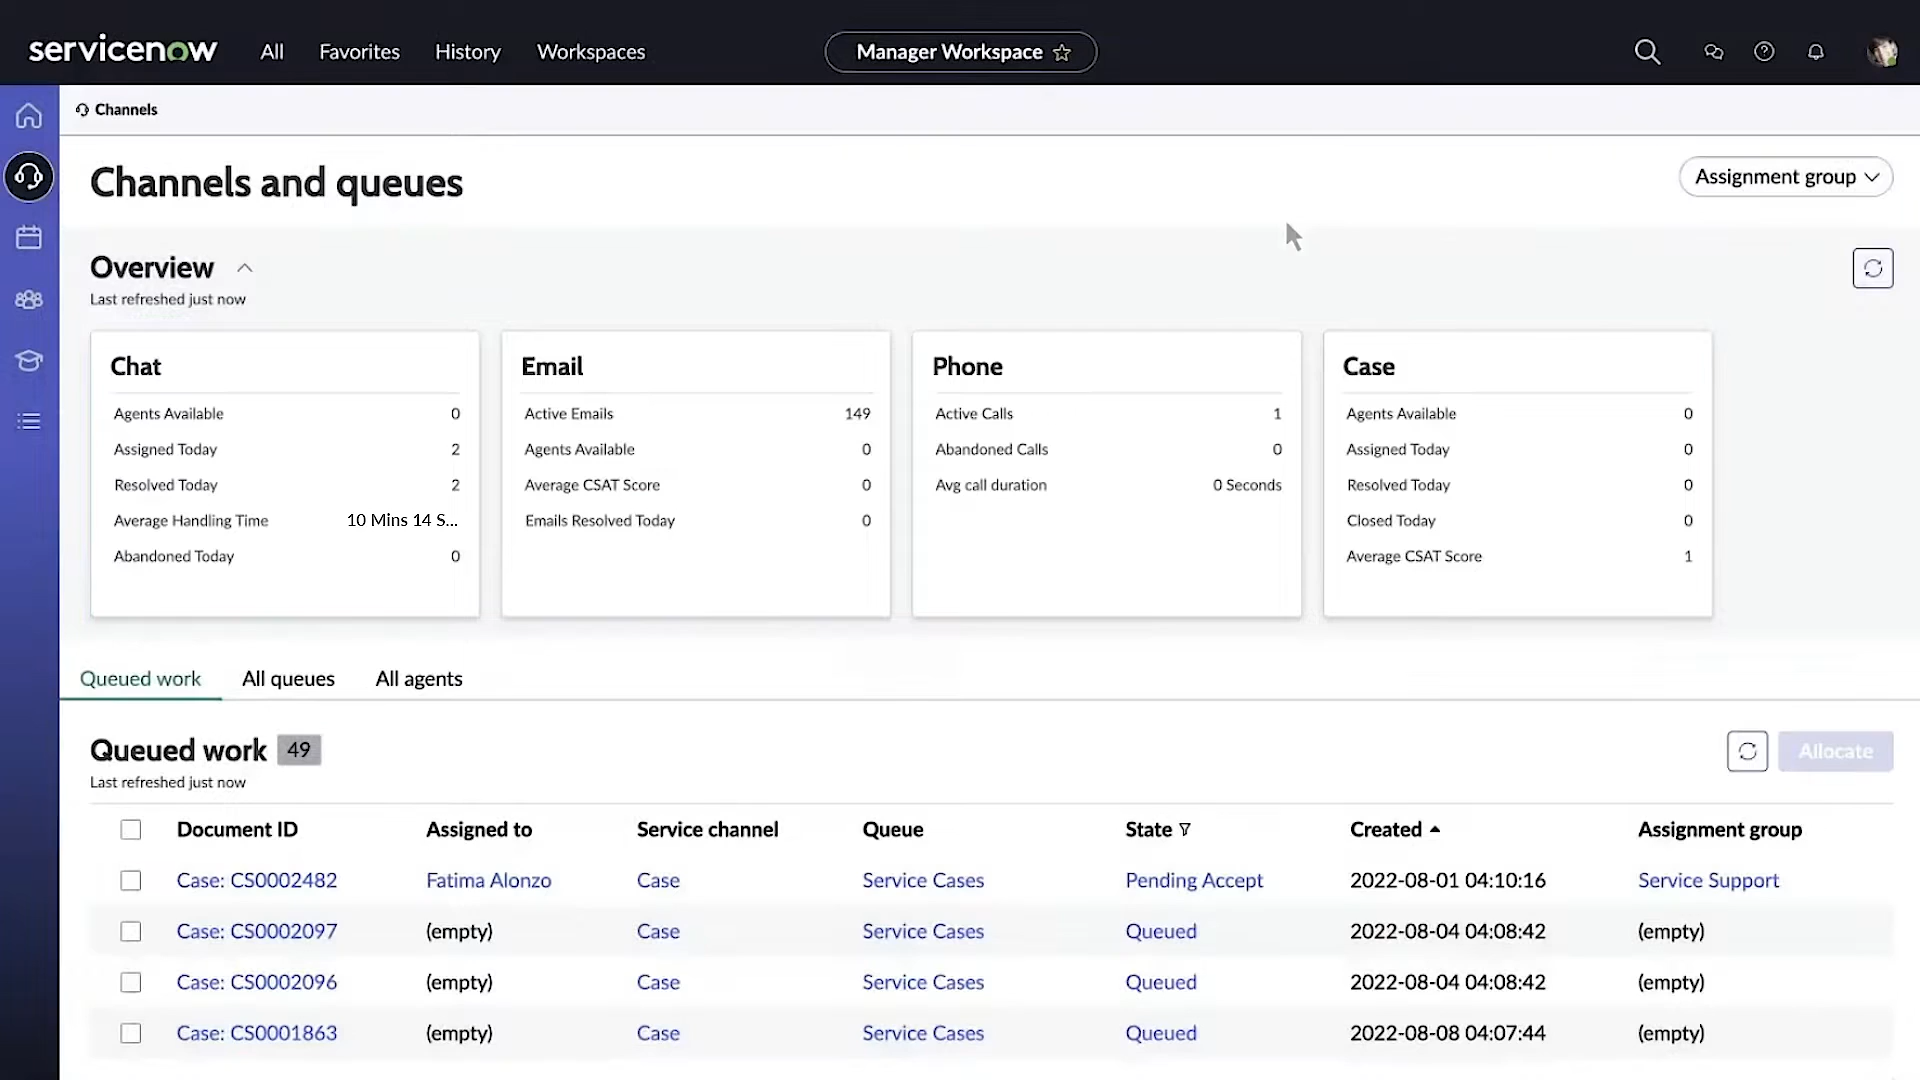 servicenow All Favorites History Workspaces Manager Workspace
Channels
Channels and queues Assignment group
Overview
Last refreshed just now
Chat
Agents Available 0
Assigned Today 2
Resolved Today 2
Average Handling Time 10 Mins 14 S...
Abandoned Today 0
Email
Active Emails 149
Agents Available 0
Average CSAT Score 0
Emails Resolved Today 0
Phone
Active Calls 1
Abandoned Calls 0
Avg call duration 0 Seconds
Case
Agents Available 0
Assigned Today 0
Resolved Today 0
Closed Today 0
Average CSAT Score 1
Queued work All queues All agents
Queued work 49 Allocate
Last refreshed just now
Document ID Assigned to Service channel Queue State Created Assignment group
Case: CS0002482 Fatima Alonzo Case Service Cases Pending Accept 2022-08-01 04:10:16 Service Support
Case: CS0002097 (empty) Case Service Cases Queued 2022-08-04 04:08:42 (empty)
Case: CS0002096 (empty) Case Service Cases Queued 2022-08-04 04:08:42 (empty)
Case: CS0001863 (empty) Case Service Cases Queued 2022-08-08 04:07:44 (empty)